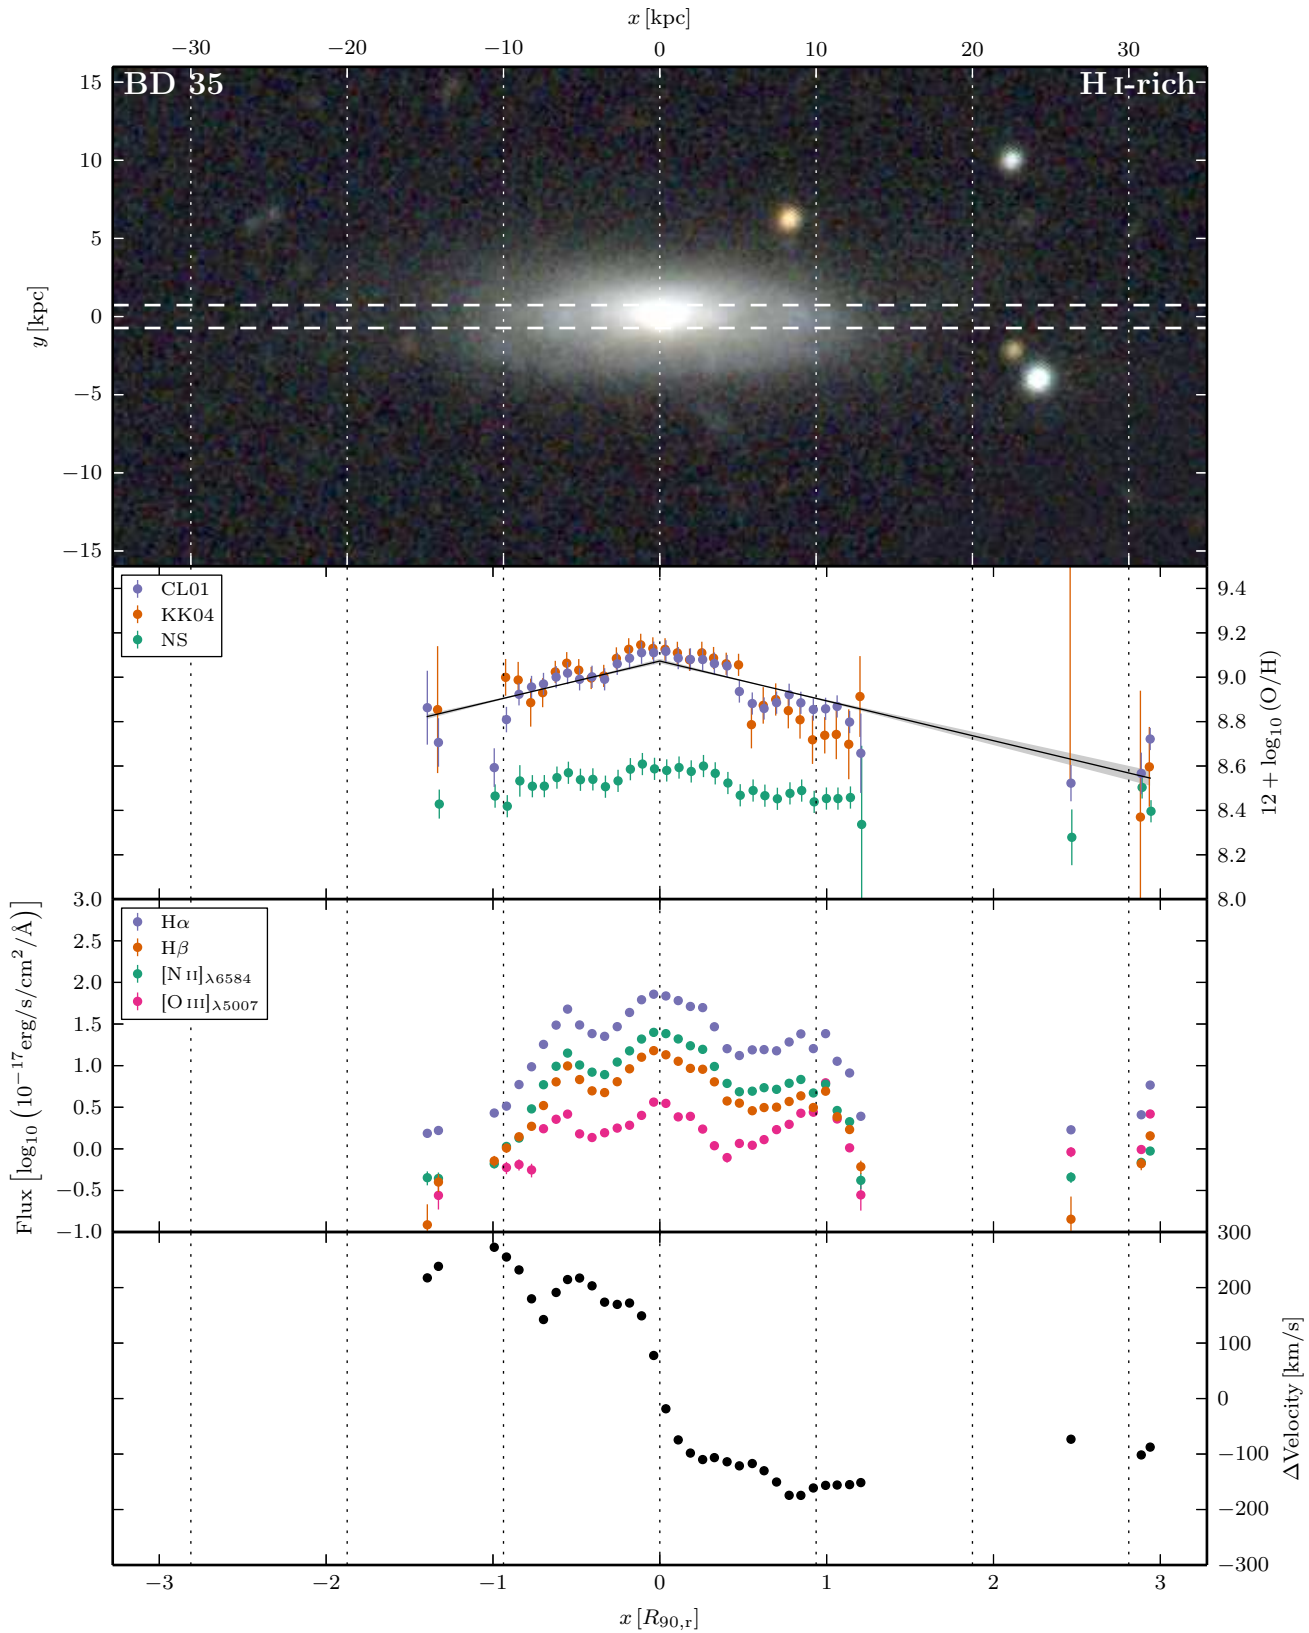 x [kpc]
−30 −20 −10 0 10 20 30
BD 35 H I-rich
15
10
5
0
−5
−10
−15
y [kpc]
CL01
KK04
NS
9.4
9.2
9.0
8.8
8.6
8.4
8.2
8.0
12 + log₁₀ (O/H)
Hα
Hβ
[N II]λ6584
[O III]λ5007
3.0
2.5
2.0
1.5
1.0
0.5
0.0
−0.5
−1.0
Flux [log₁₀ (10⁻¹⁷erg/s/cm²/Å)]
300
200
100
0
−100
−200
−300
ΔVelocity [km/s]
−3 −2 −1 0 1 2 3
x [R₉₀,ᵣ]